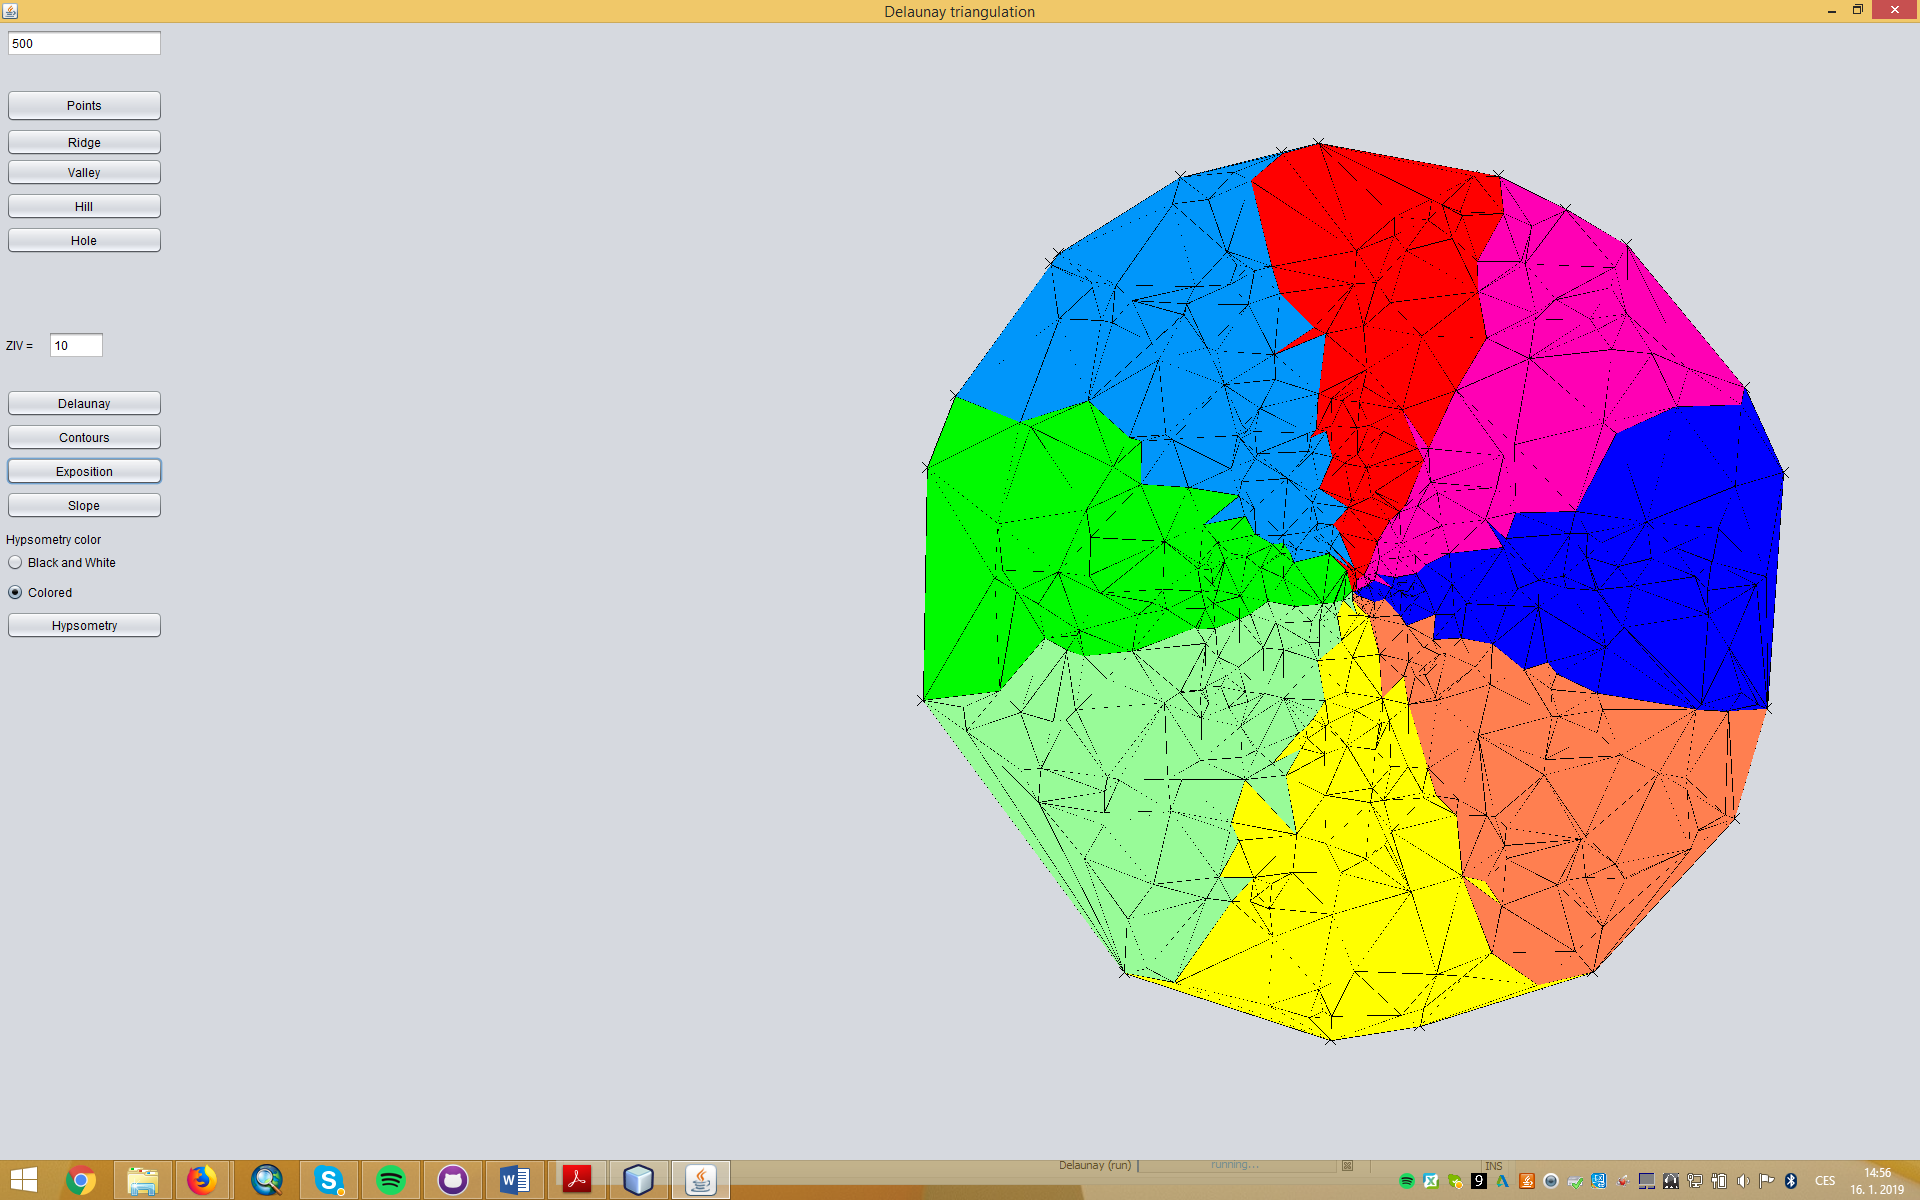 Delaunay triangulation
500
Points
Ridge
Valley
Hill
Hole
ZIV = 10
Delaunay
Contours
Exposition
Slope
Hypsometry color
Black and White
Colored
Hypsometry
Delaunay (run)
running...
INS
CES
14:56
16. 1. 2019